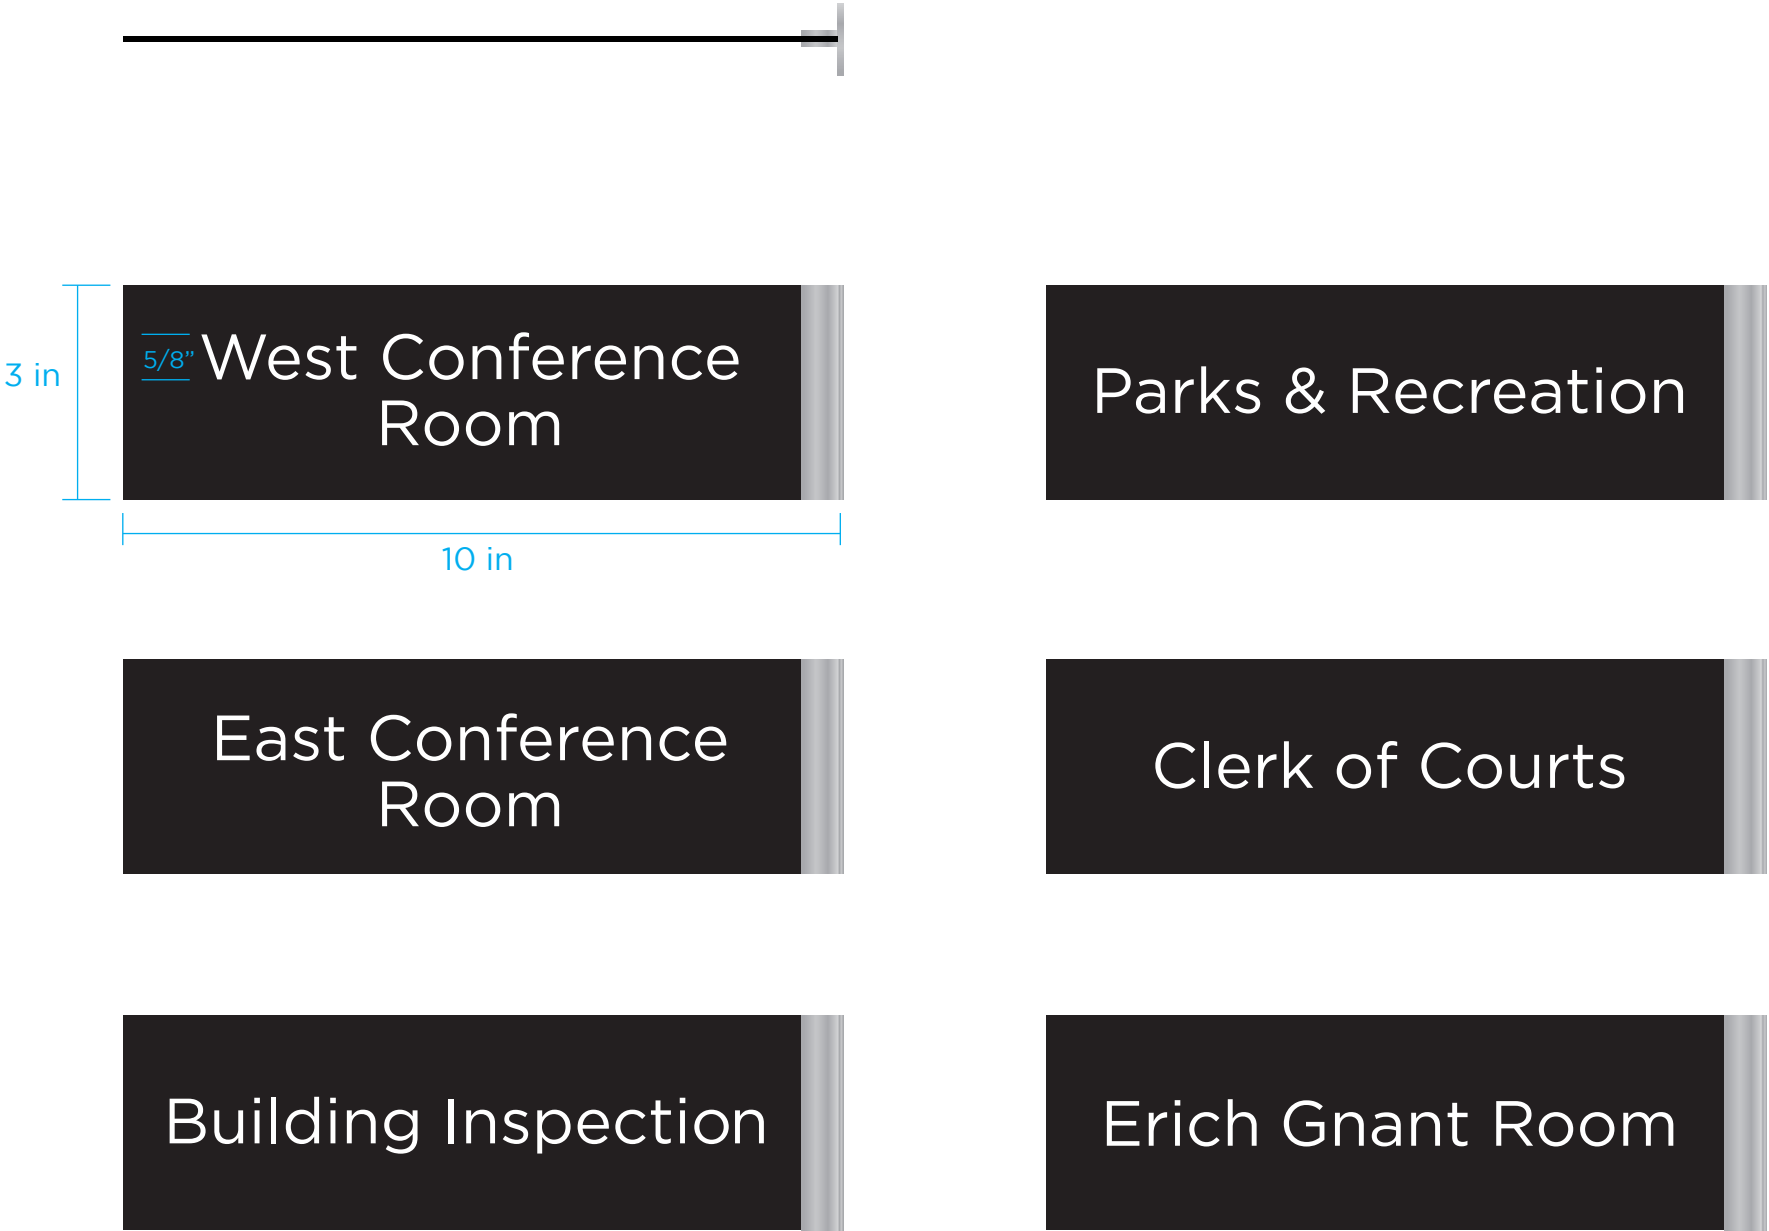 3 in
5/8”
West Conference
Room
10 in
Parks & Recreation
East Conference
Room
Clerk of Courts
Building Inspection
Erich Gnant Room